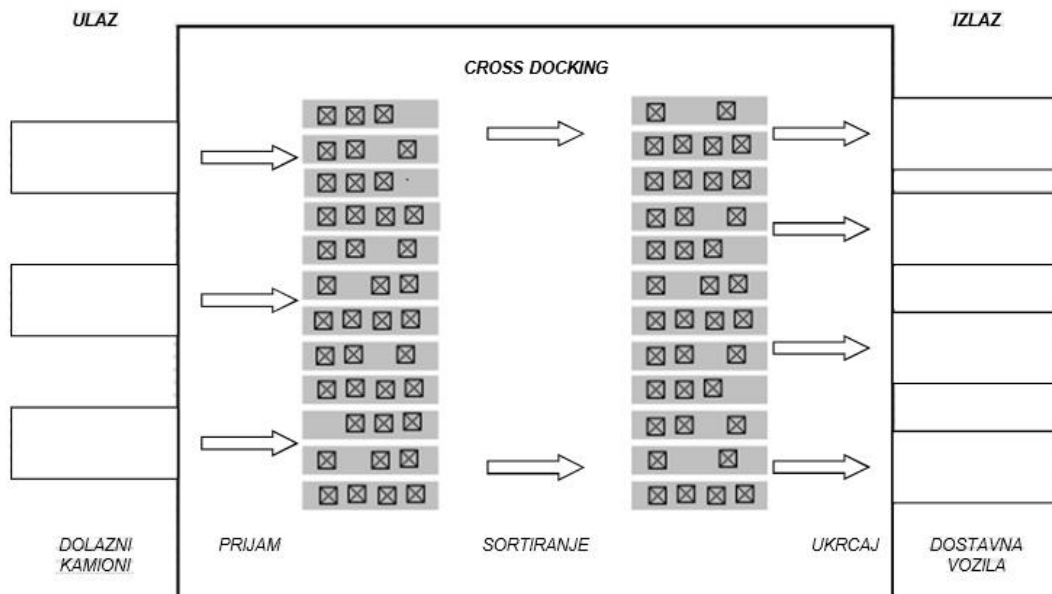 ULAZ
IZLAZ
CROSS DOCKING
DOLAZNI
KAMIONI
PRIJAM
SORTIRANJE
UKRCAJ
DOSTAVNA
VOZILA